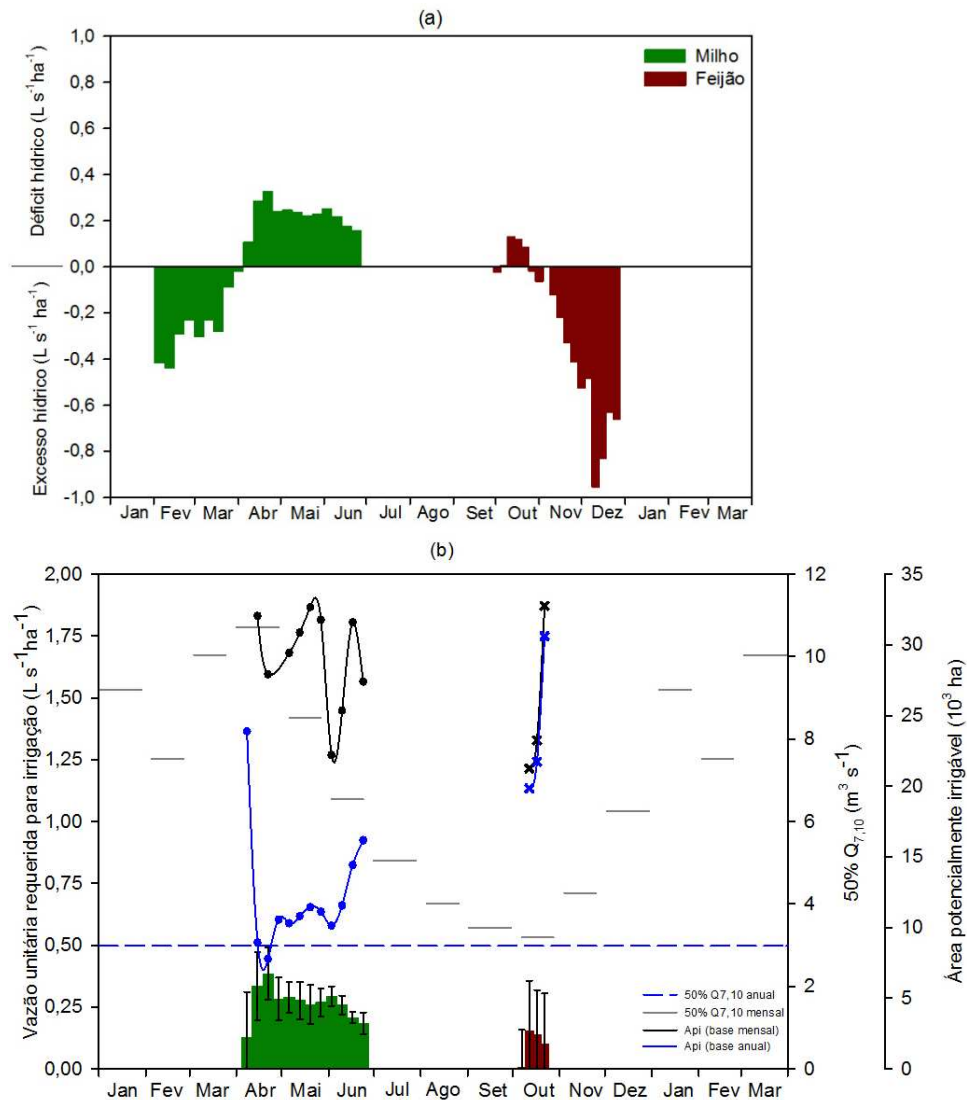 (a)
Déficit hídrico (L s⁻¹ha⁻¹)
Excesso hídrico (L s⁻¹ ha⁻¹)
1,0
0,8
0,6
0,4
0,2
0,0
-0,2
-0,4
-0,6
-0,8
-1,0
Milho
Feijão
Jan Fev Mar Abr Mai Jun Jul Ago Set Out Nov Dez Jan Fev Mar
(b)
Vazão unitária requerida para irrigação (L s⁻¹ha⁻¹)
2,00
1,75
1,50
1,25
1,00
0,75
0,50
0,25
0,00
12
10
8
6
4
2
0
50% Q7,10 (m³ s⁻¹)
35
30
25
20
15
10
5
0
Área potencialmente irrigável (10³ ha)
50% Q7,10 anual
50% Q7,10 mensal
Api (base mensal)
Api (base anual)
Jan Fev Mar Abr Mai Jun Jul Ago Set Out Nov Dez Jan Fev Mar